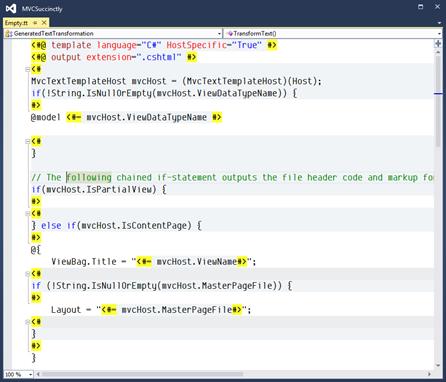 MVCSuccinctly
Empty.tt
GeneratedTextTransformation
TransformText()
<#@ template language="C#" HostSpecific="True" #>
<#@ output extension=".cshtml" #>
<#
MvcTextTemplateHost mvcHost = (MvcTextTemplateHost)(Host);
if(!String.IsNullOrEmpty(mvcHost.ViewDataTypeName)) {
#>
@model <#= mvcHost.ViewDataTypeName #>
<#
}
// The following chained if-statement outputs the file header code and markup for
if(mvcHost.IsPartialView) {
#>
<#
} else if(mvcHost.IsContentPage) {
#>
@{
ViewBag.Title = "<#= mvcHost.ViewName#>";
<#
if (!String.IsNullOrEmpty(mvcHost.MasterPageFile)) {
#>
Layout = "<#= mvcHost.MasterPageFile#>";
<#
}
#>
}
100 %